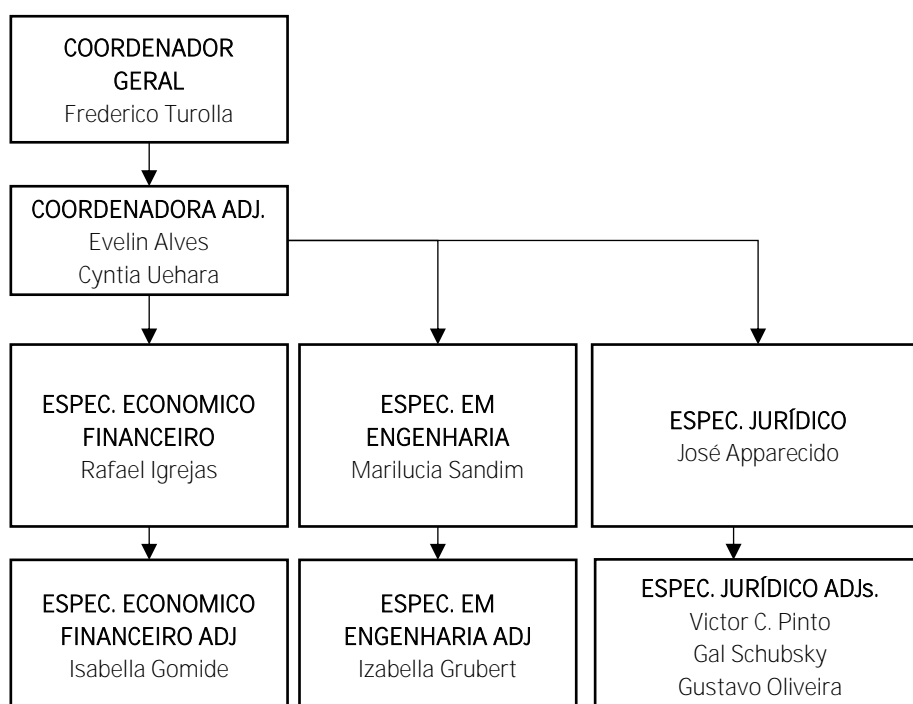 COORDENADOR
GERAL
Frederico Turolla
COORDENADORA ADJ.
Evelin Alves
Cyntia Uehara
ESPEC. ECONOMICO
FINANCEIRO
Rafael Igrejas
ESPEC. EM
ENGENHARIA
Marilucia Sandim
ESPEC. JURÍDICO
José Apparecido
ESPEC. ECONOMICO
FINANCEIRO ADJ
Isabella Gomide
ESPEC. EM
ENGENHARIA ADJ
Izabella Grubert
ESPEC. JURÍDICO ADJs.
Victor C. Pinto
Gal Schubsky
Gustavo Oliveira